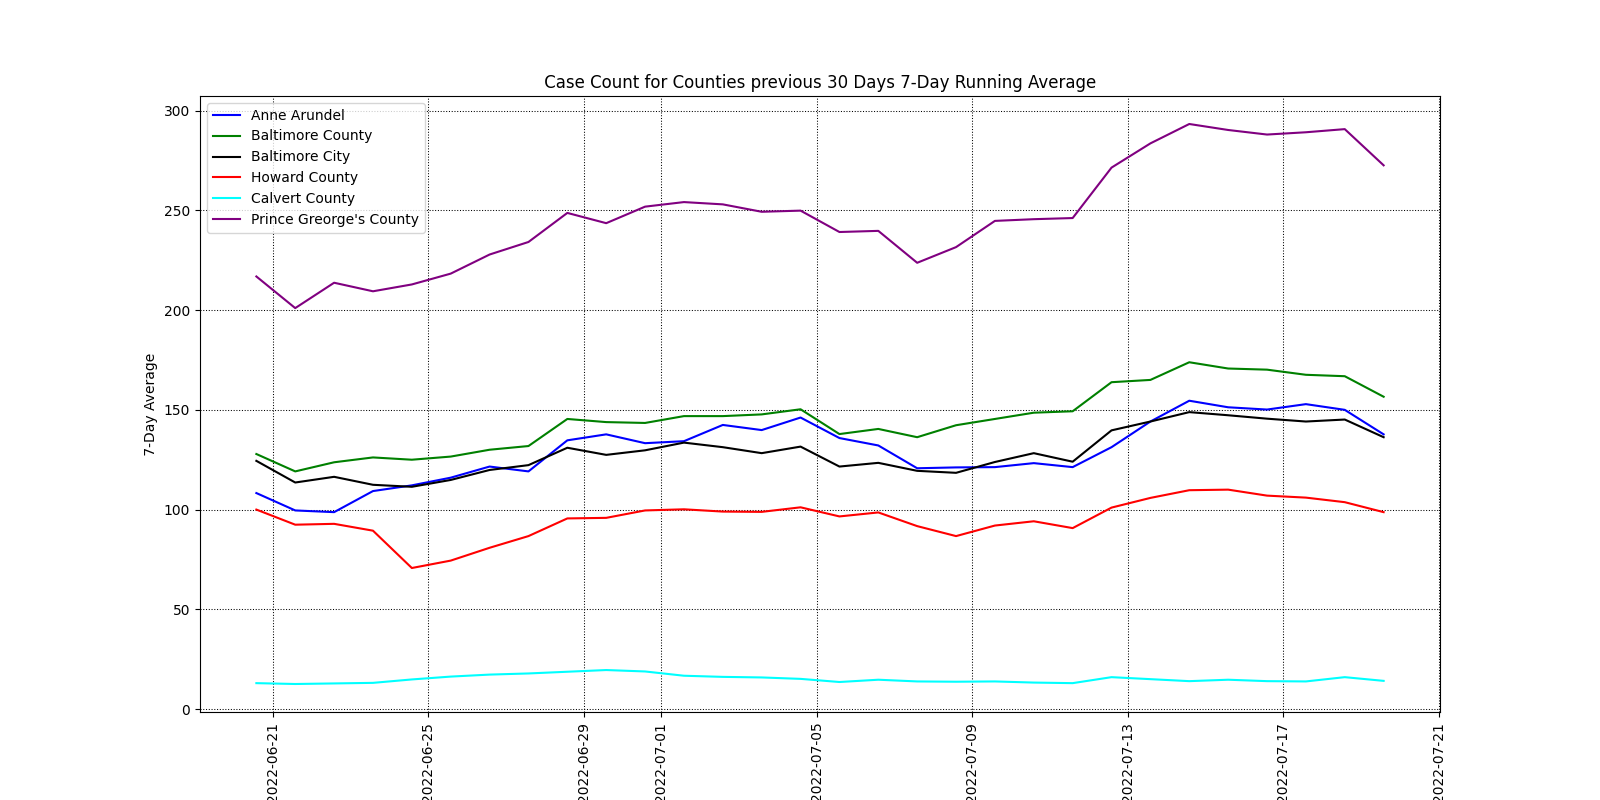 Case Count for Counties previous 30 Days 7-Day Running Average
300
250
200
150
100
50
0
7-Day Average
Anne Arundel
Baltimore County
Baltimore City
Howard County
Calvert County
Prince Greorge's County
2022-06-21
2022-06-25
2022-06-29
2022-07-01
2022-07-05
2022-07-09
2022-07-13
2022-07-17
2022-07-21